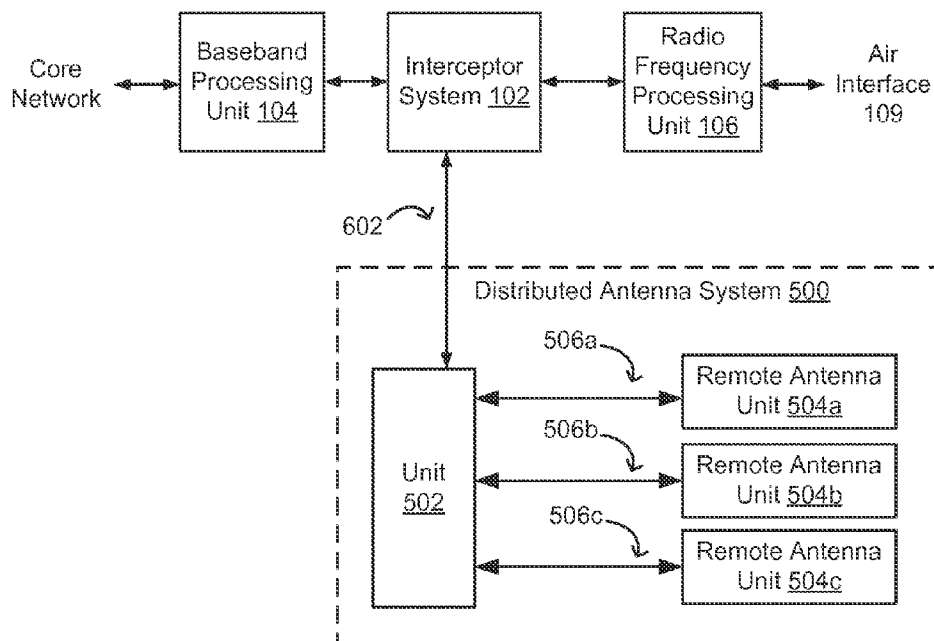 Core
Network
Baseband
Processing
Unit 104
Interceptor
System 102
Radio
Frequency
Processing
Unit 106
Air
Interface
109
602
Distributed Antenna System 500
506a
Remote Antenna
Unit 504a
506b
Unit
502
Remote Antenna
Unit 504b
506c
Remote Antenna
Unit 504c